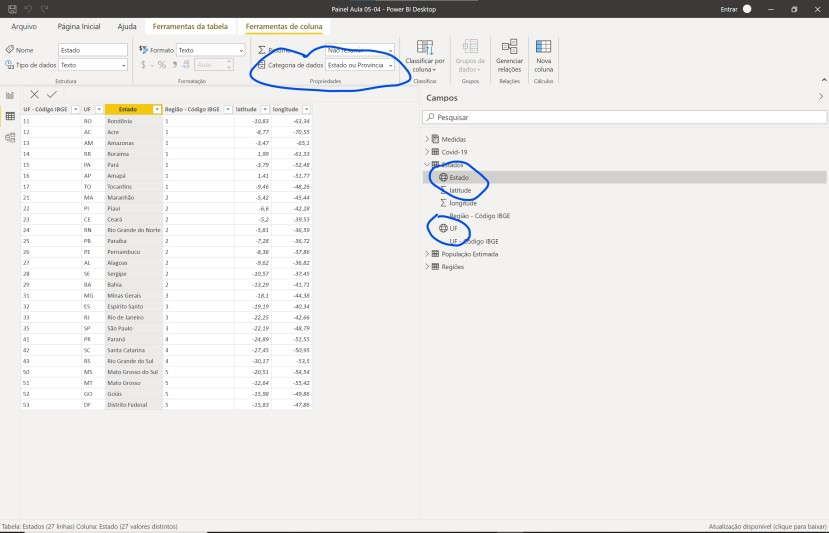 Painel Aula 05-04 - Power BI Desktop
Entrar
Arquivo Página Inicial Ajuda Ferramentas da tabela Ferramentas de coluna
Nome Estado
Tipo de dados Texto
Estrutura
Formato Texto
$ % 9 Auto
Formatação
Não resumir
Categoria de dados Estado ou Província
Propriedades
Classificar por coluna
Classificar
Grupos de dados
Grupos
Gerenciar relações
Relações
Nova coluna
Cálculos
UF - Código IBGE UF Estado Região - Código IBGE latitude longitude
11 RO Rondônia 1 -10,83 -63,34
12 AC Acre 1 -8,77 -70,55
13 AM Amazonas 1 -3,47 -65,1
14 RR Roraima 1 1,99 -61,33
15 PA Pará 1 -3,79 -52,48
16 AP Amapá 1 1,41 -51,77
17 TO Tocantins 1 -9,46 -48,26
21 MA Maranhão 2 -5,42 -45,44
22 PI Piauí 2 -6,6 -42,28
23 CE Ceará 2 -5,2 -39,53
24 RN Rio Grande do Norte 2 -5,81 -36,59
25 PB Paraíba 2 -7,28 -36,72
26 PE Pernambuco 2 -8,38 -37,86
27 AL Alagoas 2 -9,62 -36,82
28 SE Sergipe 2 -10,57 -37,45
29 BA Bahia 2 -13,29 -41,71
31 MG Minas Gerais 3 -18,1 -44,38
32 ES Espírito Santo 3 -19,19 -40,34
33 RJ Rio de Janeiro 3 -22,25 -42,66
35 SP São Paulo 3 -22,19 -48,79
41 PR Paraná 4 -24,89 -51,55
42 SC Santa Catarina 4 -27,45 -50,95
43 RS Rio Grande do Sul 4 -30,17 -53,5
50 MS Mato Grosso do Sul 5 -20,51 -54,54
51 MT Mato Grosso 5 -12,64 -55,42
52 GO Goiás 5 -15,98 -49,86
53 DF Distrito Federal 5 -15,83 -47,86
Campos
Pesquisar
Medidas
Covid-19
Estados
Estado
latitude
longitude
Região - Código IBGE
UF
UF - Código IBGE
População Estimada
Regiões
Tabela: Estados (27 linhas) Coluna: Estado (27 valores distintos)
Atualização disponível (clique para baixar)